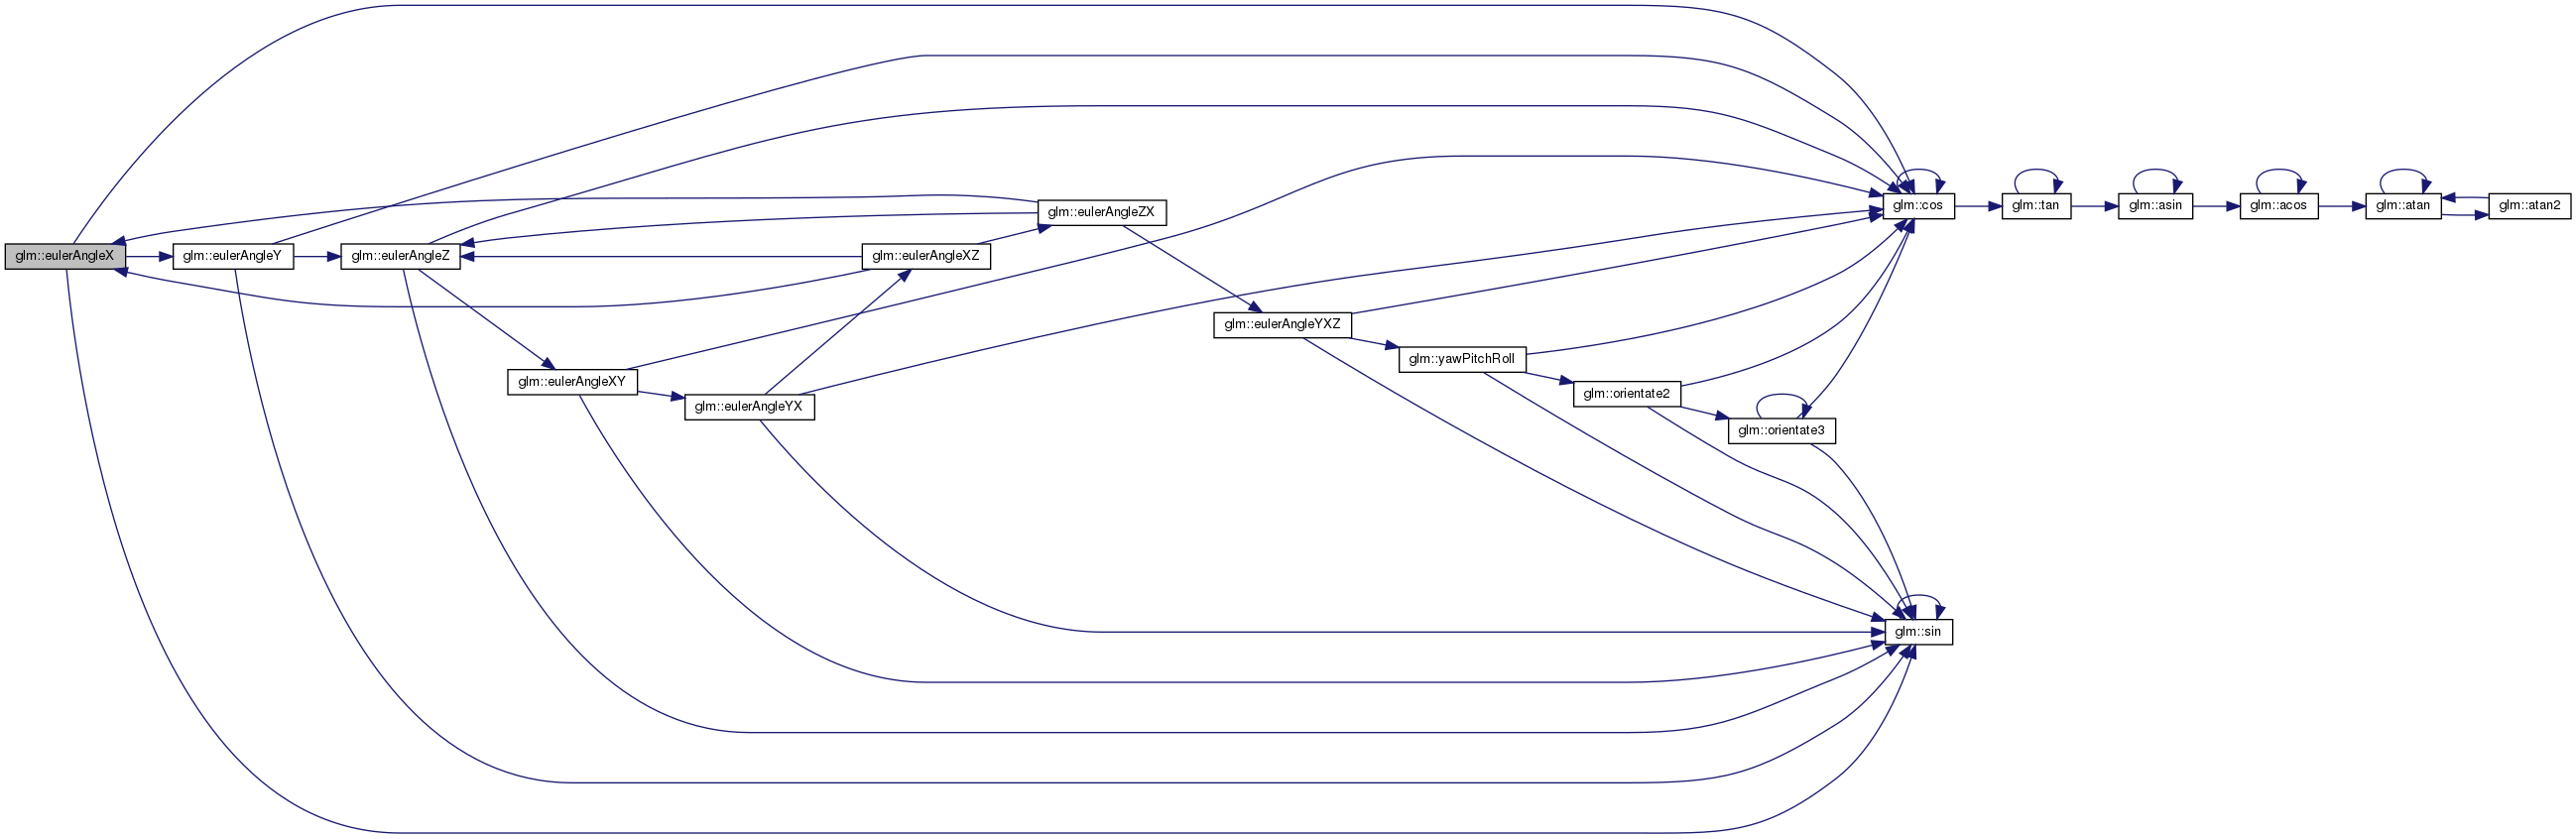 glm::eulerAngleX
glm::eulerAngleY
glm::eulerAngleZ
glm::eulerAngleXY
glm::eulerAngleYX
glm::eulerAngleXZ
glm::eulerAngleZX
glm::eulerAngleYXZ
glm::yawPitchRoll
glm::orientate2
glm::orientate3
glm::cos
glm::sin
glm::tan
glm::asin
glm::acos
glm::atan
glm::atan2